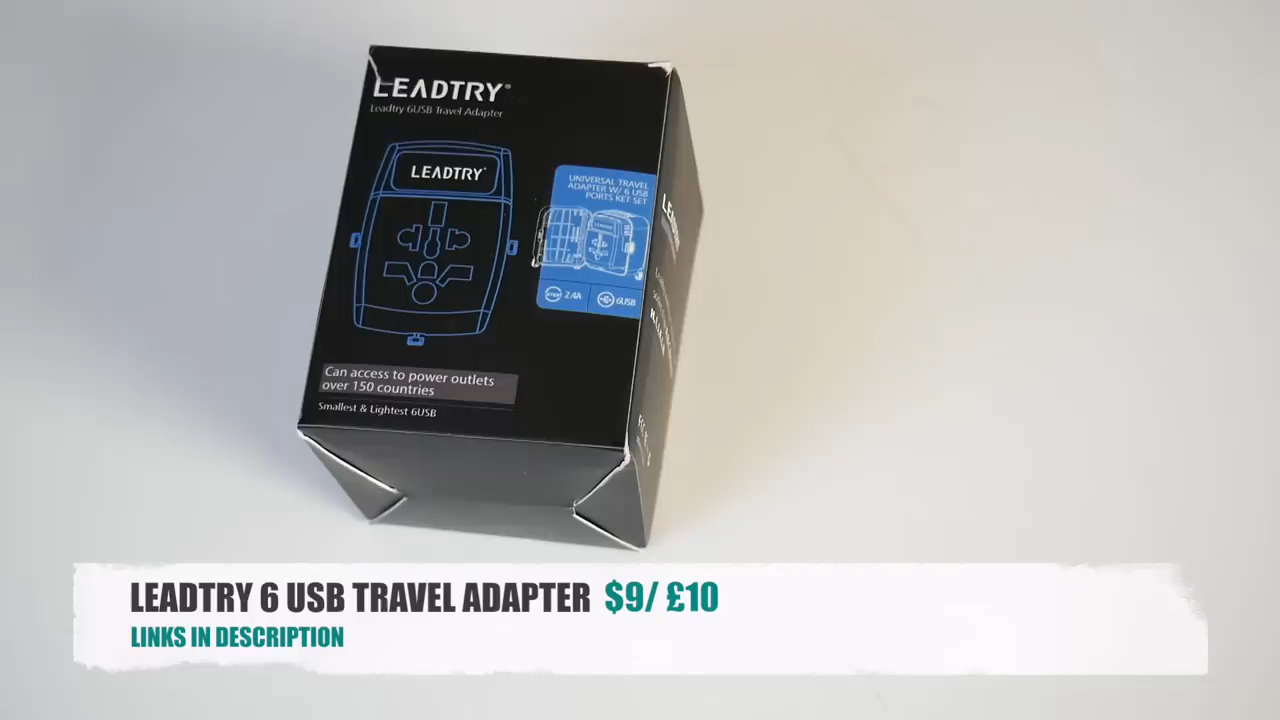 LEADTRY®
Leadtry 6USB Travel Adapter
LEADTRY
UNIVERSAL TRAVEL
ADAPTER W/ 6 USB
PORTS KET SET
2.4A
6USB
Can access to power outlets
over 150 countries
Smallest & Lightest 6USB
LEADTRY 6 USB TRAVEL ADAPTER $9/ £10
LINKS IN DESCRIPTION